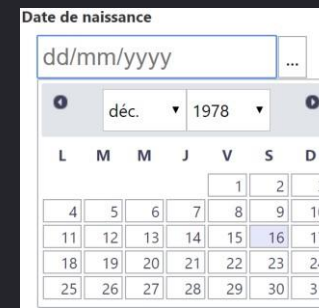 Date de naissance
dd/mm/yyyy ...
déc. 1978
L M M J V S D
1 2
4 5 6 7 8 9
11 12 13 14 15 16
18 19 20 21 22 23
25 26 27 28 29 30